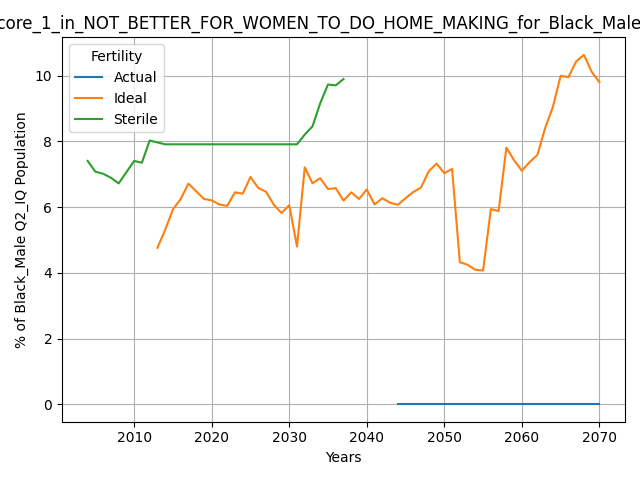 core_1_in_NOT_BETTER_FOR_WOMEN_TO_DO_HOME_MAKING_for_Black_Male
Fertility
Actual
Ideal
Sterile
% of Black_Male Q2_IQ Population
10
8
6
4
2
0
2010 2020 2030 2040 2050 2060 2070
Years